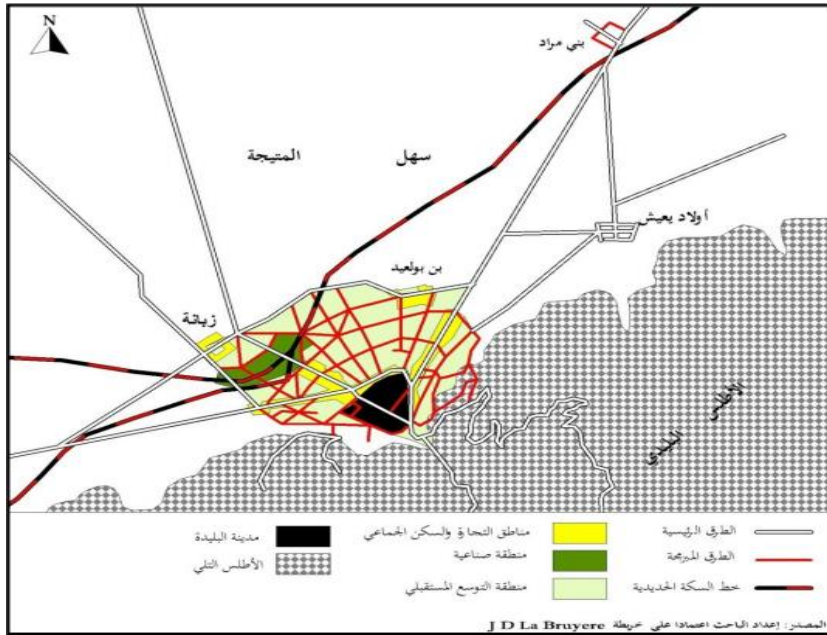 N
بني مراد
سهل
المتيجة
أولاد يعيش
بن بولعيد
زبانة
الأطلس
البليدي
الطرق الرئيسية
مناطق التجارة والسكن الجماعي
مدينة البليدة
الطرق المبرمجة
منطقة صناعية
الأطلس التلي
خط السكة الحديدية
منطقة التوسع المستقبلي
المصدر: إعداد الباحث اعتمادا على خريطة J D La Bruyere